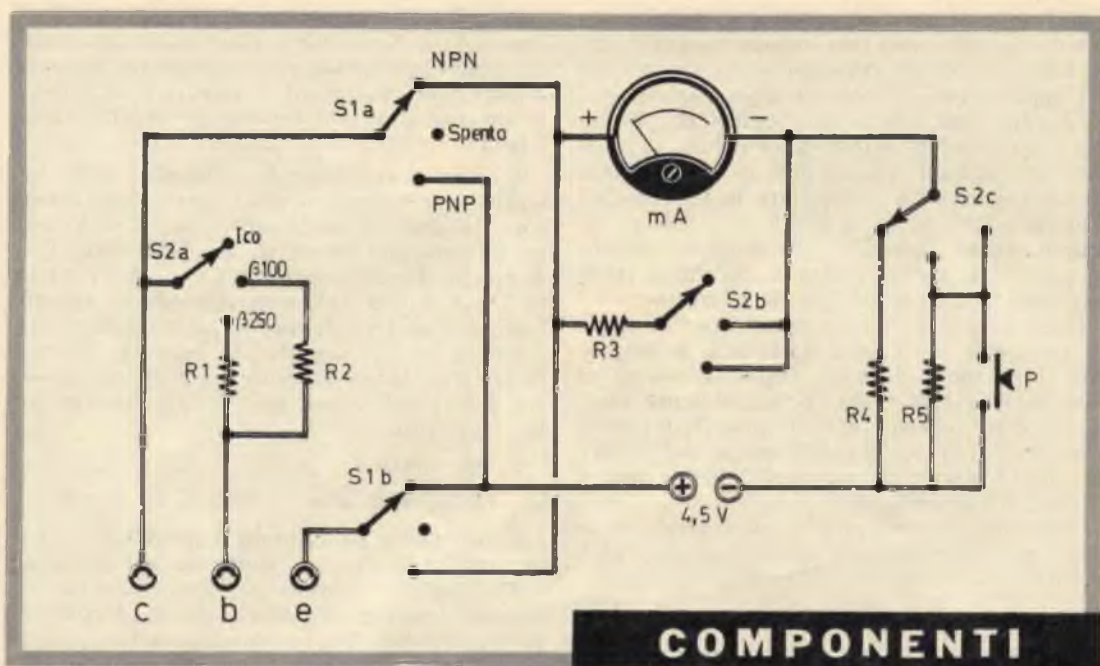 NPN
S1a
Spento
PNP
+
−
mA
S2c
S2a
Ico
β100
β250
S2b
R1
R2
R3
R4
R5
P
S1b
+
−
4,5 V
c
b
e
COMPONENTI